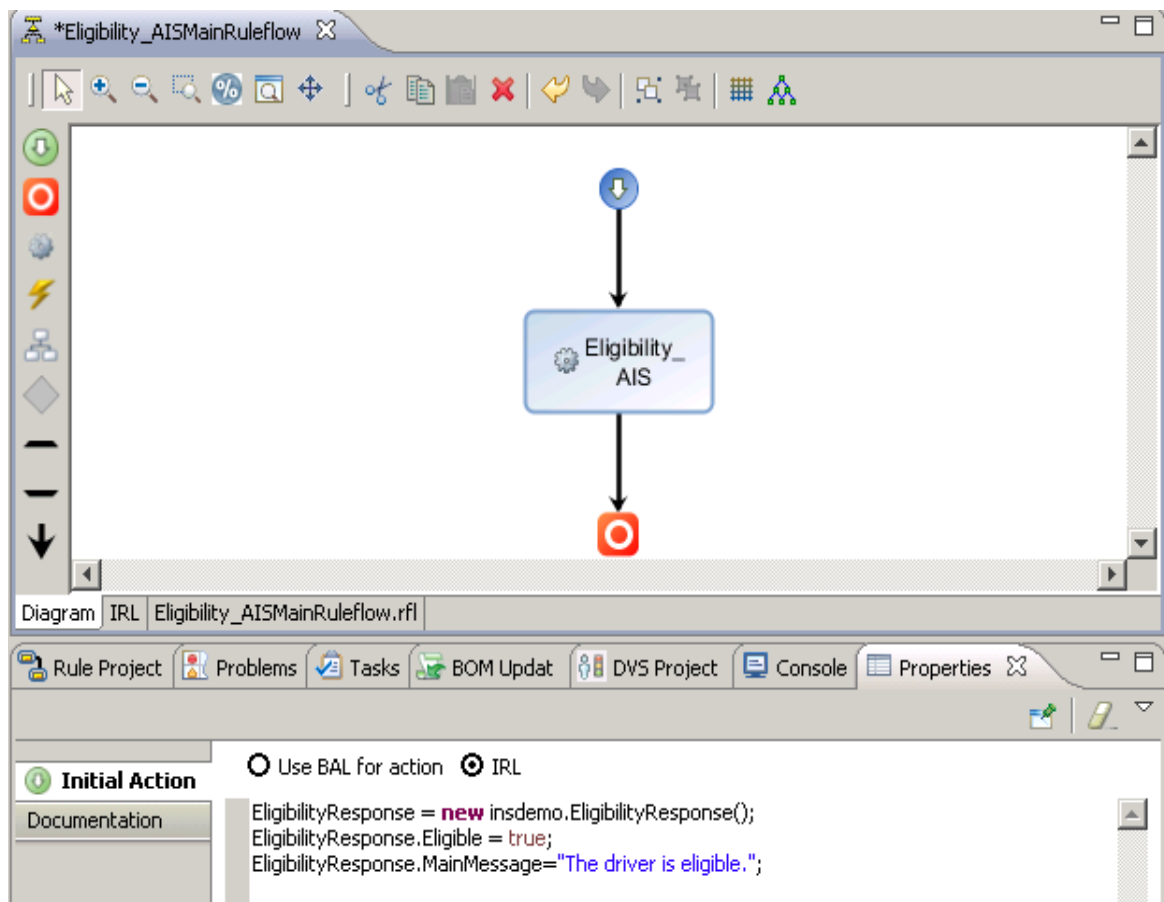 *Eligibility_AISMainRuleflow
%
Eligibility_
AIS
Diagram IRL Eligibility_AISMainRuleflow.rfl
Rule Project Problems Tasks BOM Updat DVS Project Console Properties
Initial Action
Documentation
Use BAL for action IRL
EligibilityResponse = new insdemo.EligibilityResponse();
EligibilityResponse.Eligible = true;
EligibilityResponse.MainMessage="The driver is eligible.";